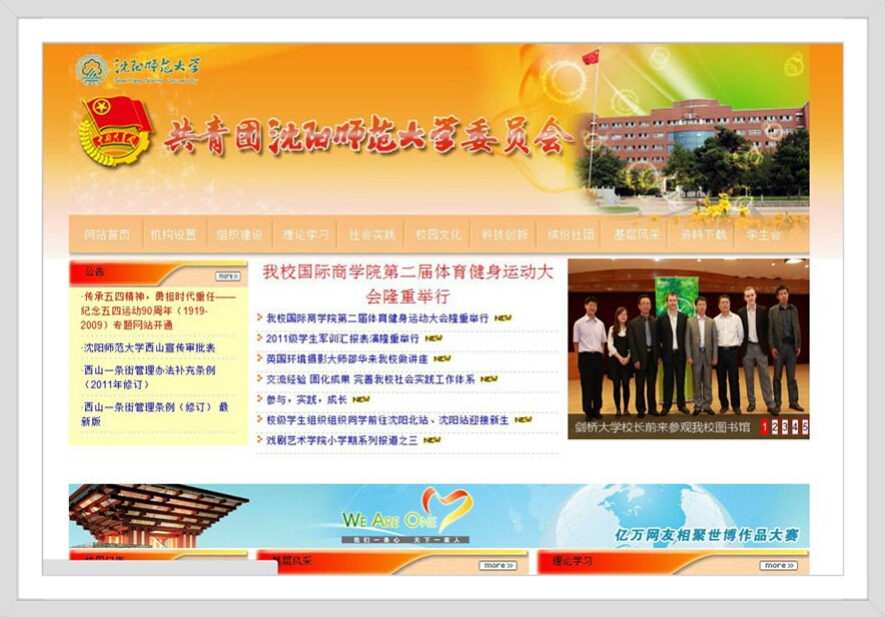 沈阳师范大学
共青团沈阳师范大学委员会
网站首页 机构设置 组织建设 理论学习 社会实践 校园文化 科技创新 缤纷社团 基层风采 资料下载 学生会
公告 more
·传承五四精神，勇担时代重任——
纪念五四运动90周年（1919-
2009）专题网站开通
·沈阳师范大学西山宣传审批表
·西山一条街管理办法补充条例
（2011年修订）
·西山一条街管理条例（修订） 最
新版
我校国际商学院第二届体育健身运动大
会隆重举行
我校国际商学院第二届体育健身运动大会隆重举行 NEW
2011级学生军训汇报表演隆重举行 NEW
英国环境摄影大师邵华来我校做讲座 NEW
交流经验 固化成果 完善我校社会实践工作体系 NEW
参与，实践，成长 NEW
校级学生组织组织同学前往沈阳北站、沈阳站迎接新生 NEW
戏剧艺术学院小学期系列报道之三 NEW
剑桥大学校长前来参观我校图书馆 1 2 3 4 5
WE ARE ONE
我们一条心 天下一家人
亿万网友相聚世博作品大赛
基层风采 more
理论学习 more